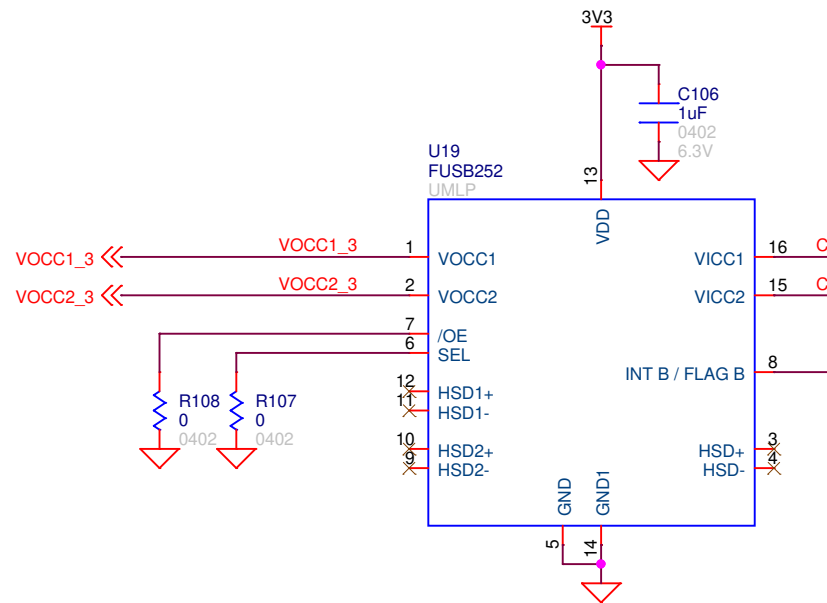 3V3
C106
1uF
0402
6.3V
U19
FUSB252
UMLP
13
VDD
VOCC1_3
VOCC1_3
1
VOCC1
VICC1
16
C
VOCC2_3
VOCC2_3
2
VOCC2
VICC2
15
C
7
/OE
6
SEL
INT B / FLAG B
8
R108
0
0402
R107
0
0402
12
HSD1+
11
HSD1-
10
HSD2+
9
HSD2-
HSD+
3
HSD-
4
GND
GND1
5
14